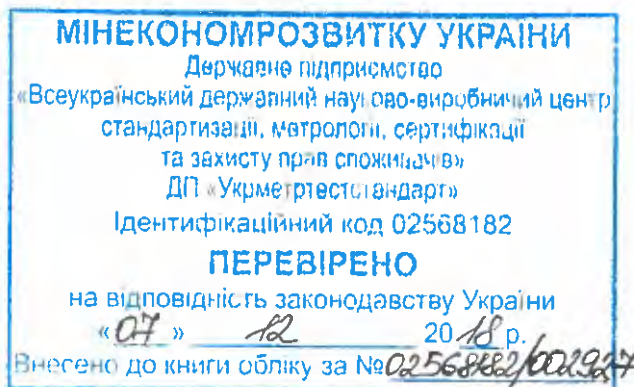 МІНЕКОНОМРОЗВИТКУ УКРАЇНИ
Державне підприємство
«Всеукраїнський державний науково-виробничий центр
стандартизації, метрології, сертифікації
та захисту прав споживачів»
ДП «Укрметртестстандарт»
Ідентифікаційний код 02568182
ПЕРЕВІРЕНО
на відповідність законодавству України
«07» 12 2018 р.
Внесено до книги обліку за №02568182/002927